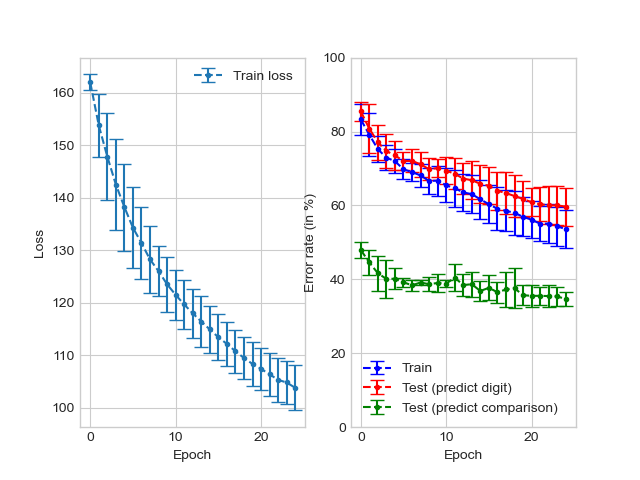 Train loss
160
150
140
130
120
110
100
Loss
0
10
20
Epoch
100
80
60
40
20
0
Error rate (in %)
Train
Test (predict digit)
Test (predict comparison)
0
10
20
Epoch